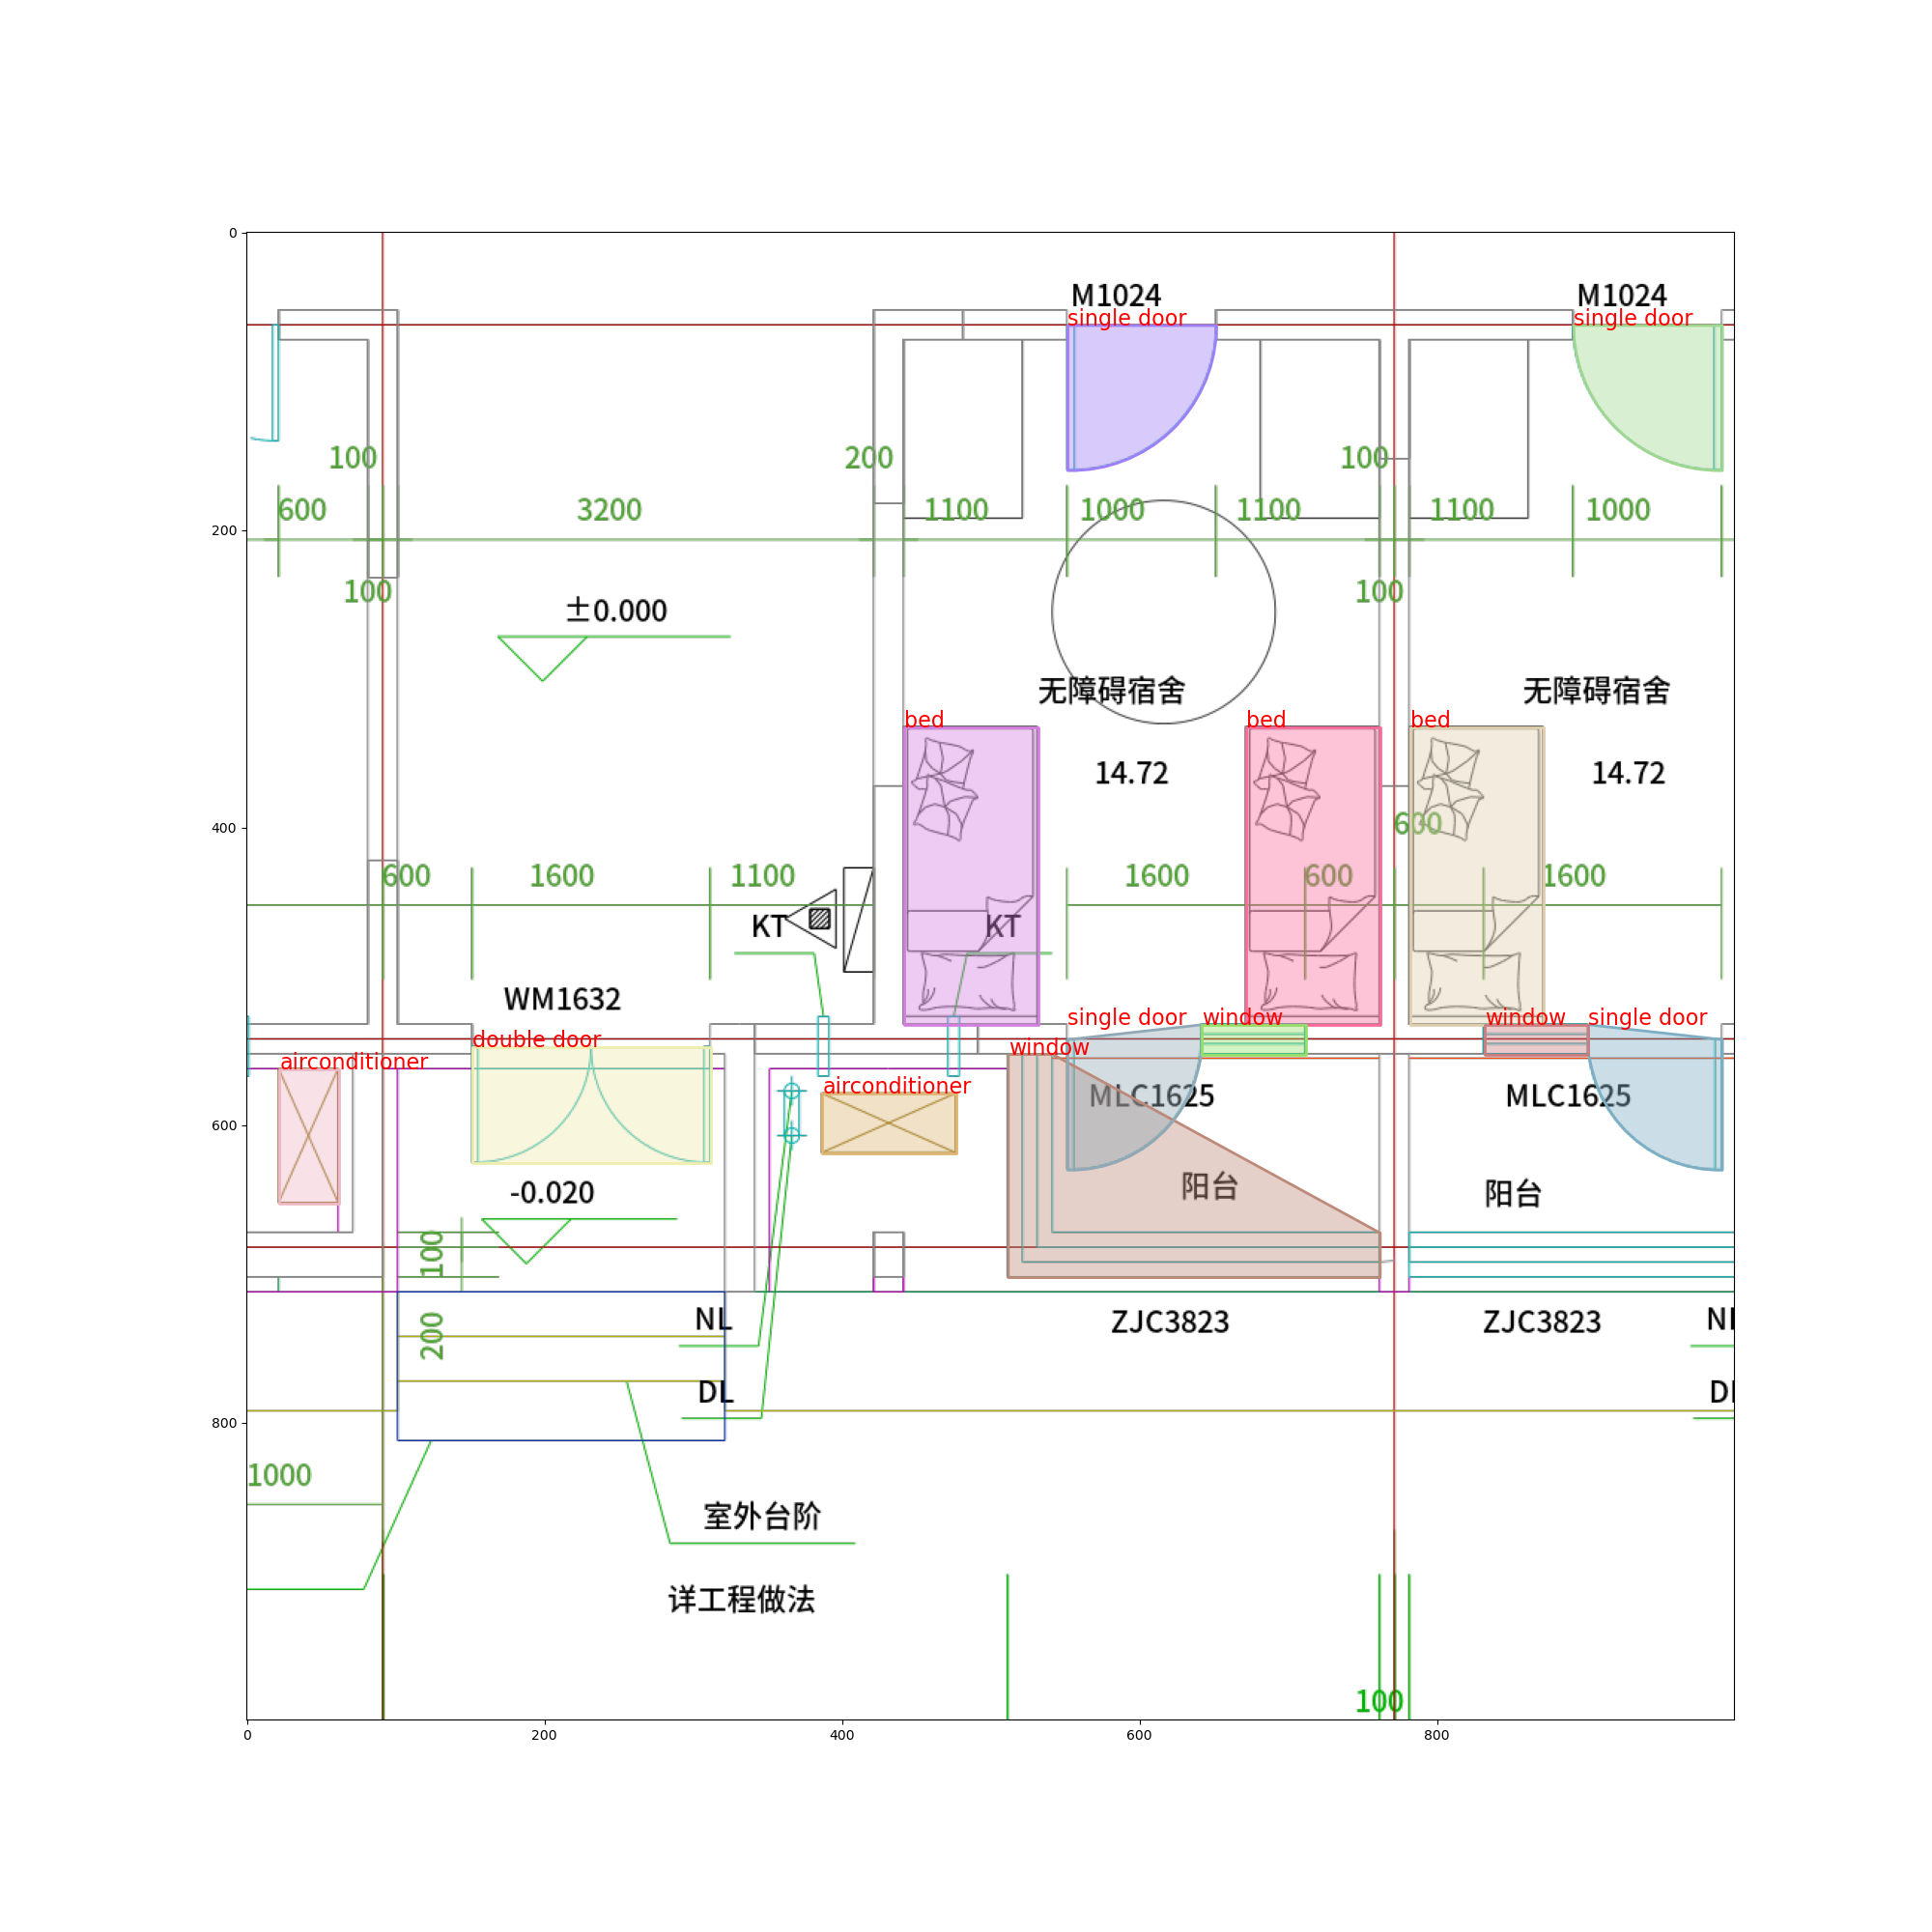 0
M1024
M1024
single door
single door
100
200
100
600
3200
1100
1000
1100
1100
1000
200
100
100
±0.000
无障碍宿舍
无障碍宿舍
bed
bed
bed
14.72
14.72
600
400
600
1600
1100
1600
600
1600
KT
KT
WM1632
single door
window
window
single door
double door
window
airconditioner
airconditioner
MLC1625
MLC1625
600
阳台
阳台
-0.020
100
200
NL
ZJC3823
ZJC3823
NL
DL
DL
800
1000
室外台阶
详工程做法
100
0
200
400
600
800